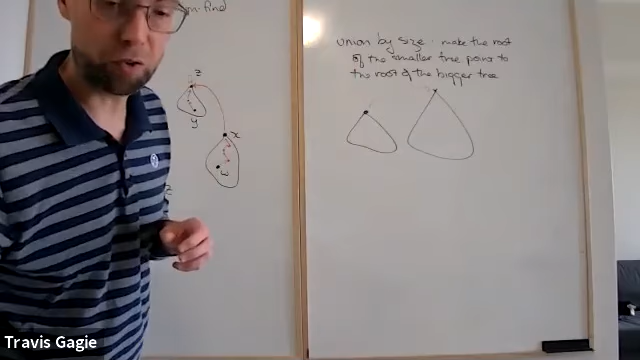 find
z
y
x
w
z
union by size : make the root
of the smaller tree point to
the root of the bigger tree
Travis Gagie